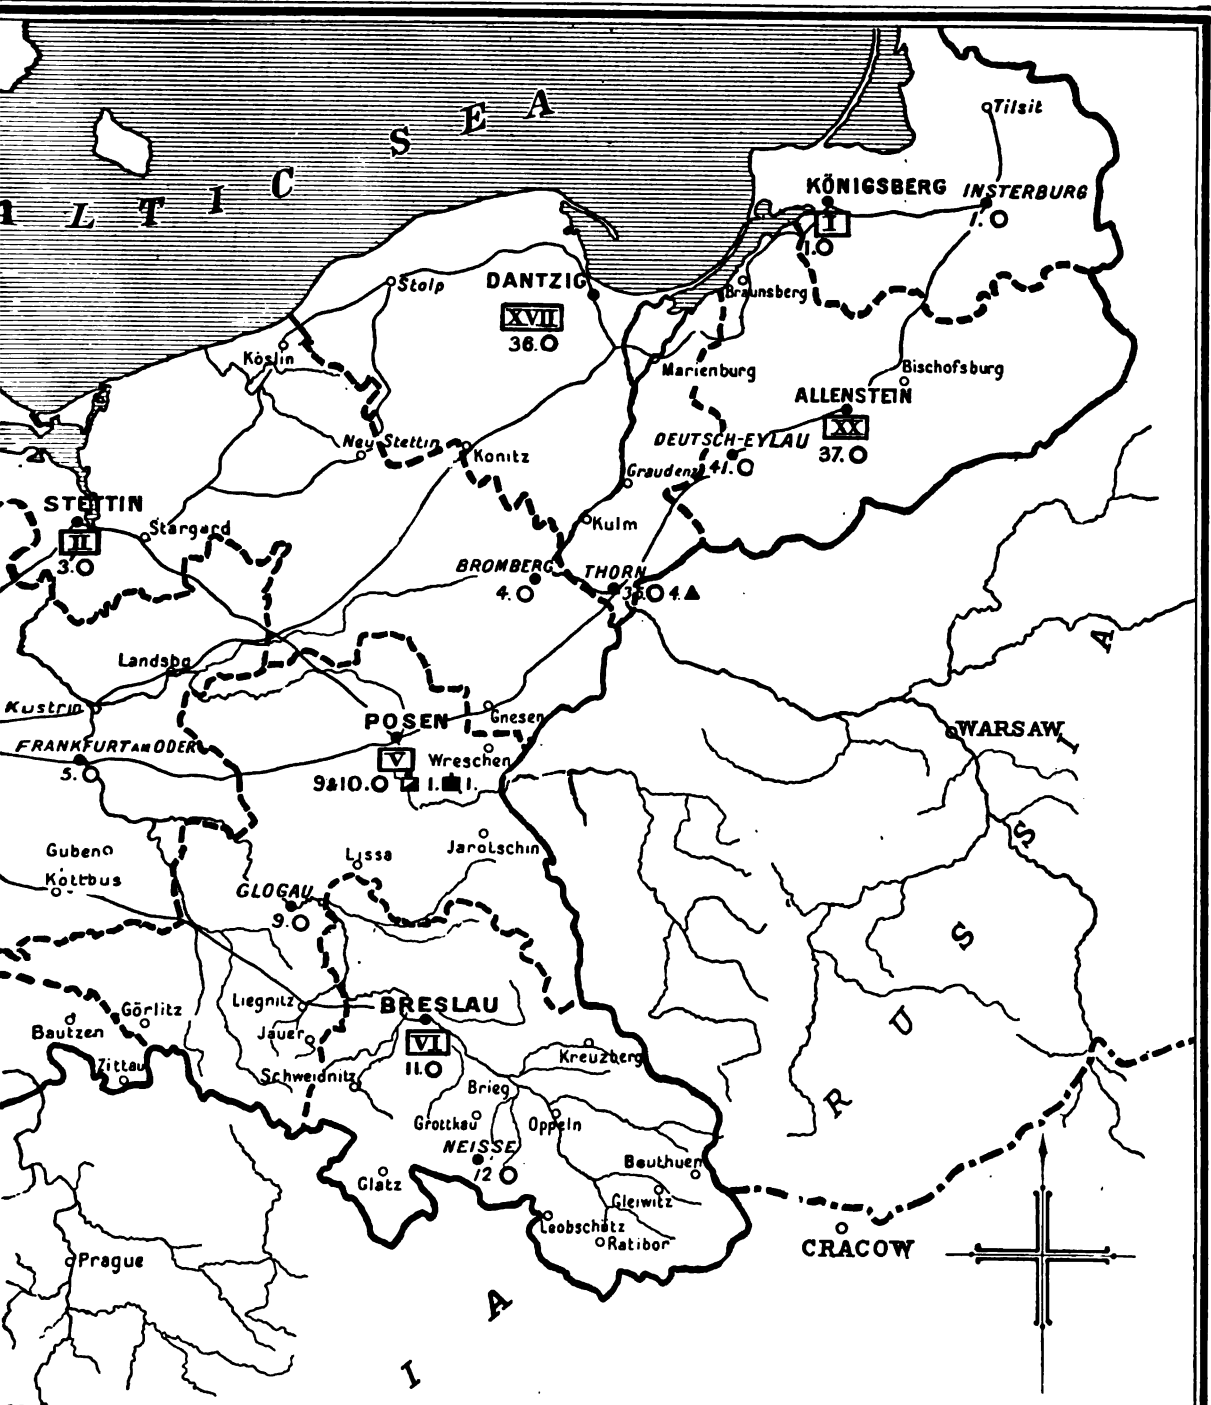 A L T I C S E A
Tilsit
KÖNIGSBERG
INSTERBURG
I
1.
1.
Stolp
DANTZIG
Braunsberg
XVII
36.
Köslin
Marienburg
Bischofsburg
ALLENSTEIN
XX
37.
Neu Stettin
Konitz
DEUTSCH-EYLAU
41.
Graudenz
STETTIN
II
3.
Stargard
Kulm
BROMBERG
4.
THORN
35. 4.
Landsbg
Küstrin
POSEN
Gnesen
WARSAW
FRANKFURT AM ODER
5.
V
Wreschen
9&10. 1. 1.
Guben
Kottbus
Lissa
Jarotschin
GLOGAU
9.
Liegnitz
BRESLAU
VI
11.
Görlitz
Bautzen
Jauer
Zittau
Schweidnitz
Kreuzberg
Brieg
Grottkau
Oppeln
NEISSE
12
Glatz
Beuthuen
Gleiwitz
Leobschütz
Ratibor
CRACOW
Prague
R U S S I A
I A